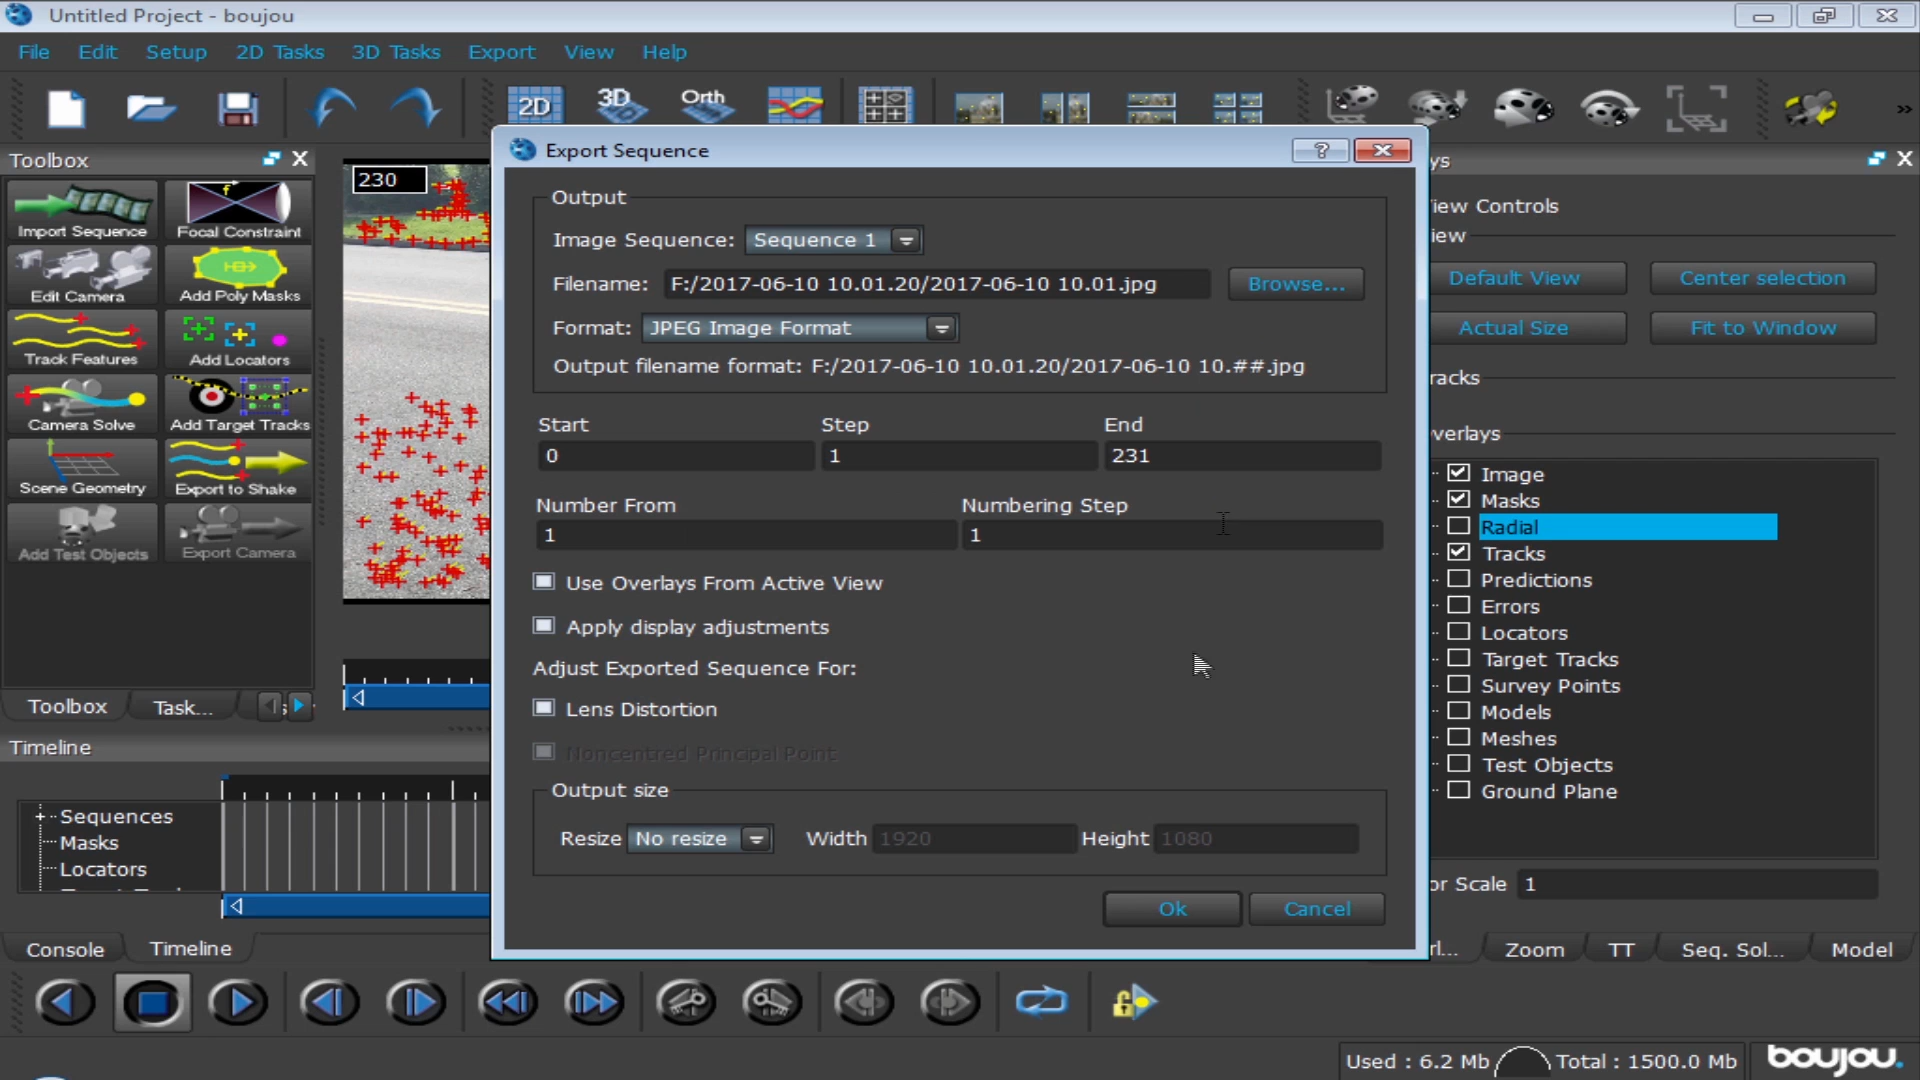 Untitled Project - boujou
File Edit Setup 2D Tasks 3D Tasks Export View Help
2D 3D Orth
Toolbox
Import Sequence
Focal Constraint
Edit Camera
Add Poly Masks
Track Features
Add Locators
Camera Solve
Add Target Tracks
Scene Geometry
Export to Shake
Add Test Objects
Export Camera
Toolbox Task...
230
Export Sequence
Output
Image Sequence: Sequence 1
Filename: F:/2017-06-10 10.01.20/2017-06-10 10.01.jpg Browse...
Format: JPEG Image Format
Output filename format: F:/2017-06-10 10.01.20/2017-06-10 10.##.jpg
Start Step End
0 1 231
Number From Numbering Step
1 1
Use Overlays From Active View
Apply display adjustments
Adjust Exported Sequence For:
Lens Distortion
Noncentred Principal Point
Output size
Resize No resize Width 1920 Height 1080
Ok Cancel
ys
iew Controls
iew
Default View Center selection
Actual Size Fit to Window
racks
verlays
Image
Masks
Radial
Tracks
Predictions
Errors
Locators
Target Tracks
Survey Points
Models
Meshes
Test Objects
Ground Plane
or Scale 1
rl... Zoom TT Seq. Sol... Model
Timeline
Sequences
Masks
Locators
Console Timeline
Used : 6.2 Mb Total : 1500.0 Mb boujou.